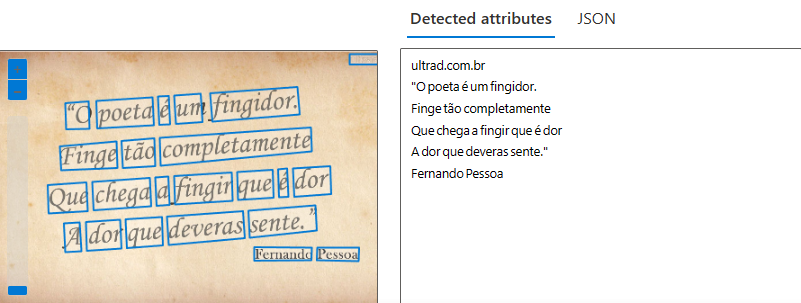 Detected attributes
JSON
“O poeta é um fingidor.
Finge tão completamente
Que chega a fingir que é dor
A dor que deveras sente.”
Fernando Pessoa
ultrad.com.br
"O poeta é um fingidor.
Finge tão completamente
Que chega a fingir que é dor
A dor que deveras sente."
Fernando Pessoa